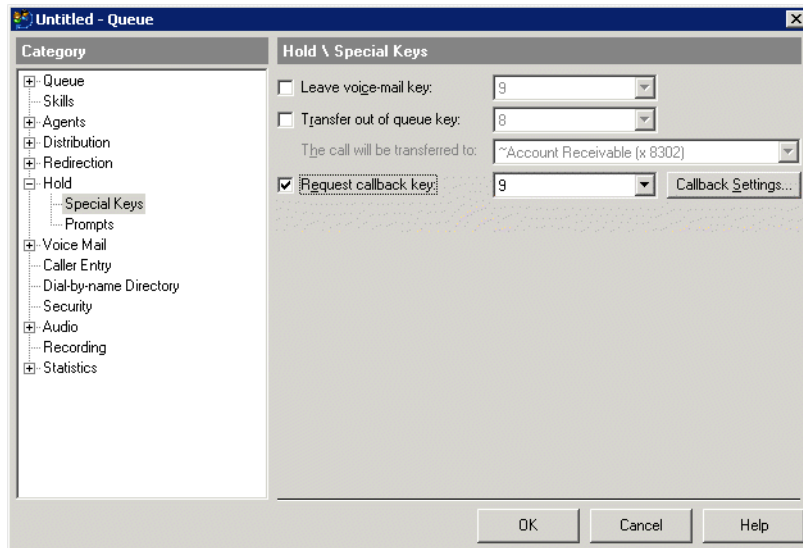 Untitled - Queue
Category
Hold \ Special Keys
Queue
Skills
Agents
Distribution
Redirection
Hold
Special Keys
Prompts
Voice Mail
Caller Entry
Dial-by-name Directory
Security
Audio
Recording
Statistics
Leave voice-mail key: 9
Transfer out of queue key: 8
The call will be transferred to: ~Account Receivable (x 8302)
Request callback key: 9 Callback Settings...
OK Cancel Help